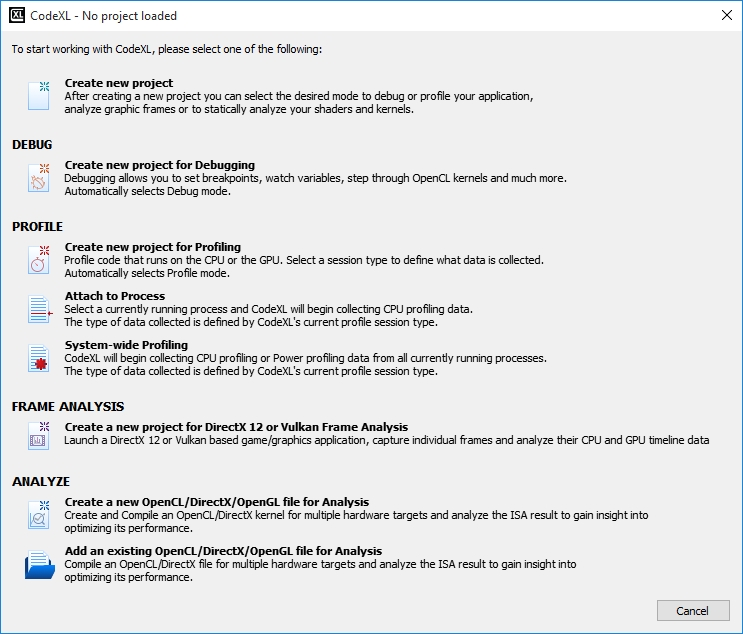 XL CodeXL - No project loaded
To start working with CodeXL, please select one of the following:
Create new project
After creating a new project you can select the desired mode to debug or profile your application,
analyze graphic frames or to statically analyze your shaders and kernels.
DEBUG
Create new project for Debugging
Debugging allows you to set breakpoints, watch variables, step through OpenCL kernels and much more.
Automatically selects Debug mode.
PROFILE
Create new project for Profiling
Profile code that runs on the CPU or the GPU. Select a session type to define what data is collected.
Automatically selects Profile mode.
Attach to Process
Select a currently running process and CodeXL will begin collecting CPU profiling data.
The type of data collected is defined by CodeXL's current profile session type.
System-wide Profiling
CodeXL will begin collecting CPU profiling or Power profiling data from all currently running processes.
The type of data collected is defined by CodeXL's current profile session type.
FRAME ANALYSIS
Create a new project for DirectX 12 or Vulkan Frame Analysis
Launch a DirectX 12 or Vulkan based game/graphics application, capture individual frames and analyze their CPU and GPU timeline data
ANALYZE
Create a new OpenCL/DirectX/OpenGL file for Analysis
Create and Compile an OpenCL/DirectX kernel for multiple hardware targets and analyze the ISA result to gain insight into
optimizing its performance.
Add an existing OpenCL/DirectX/OpenGL file for Analysis
Compile an OpenCL/DirectX file for multiple hardware targets and analyze the ISA result to gain insight into
optimizing its performance.
Cancel